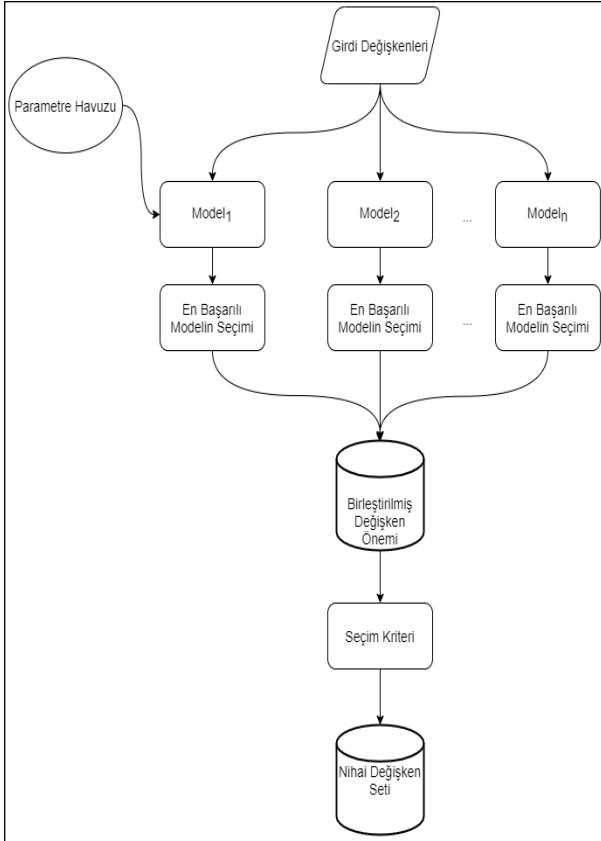 Girdi Değişkenleri
Parametre Havuzu
Model1
Model2
...
Modeln
En Başarılı
Modelin Seçimi
En Başarılı
Modelin Seçimi
...
En Başarılı
Modelin Seçimi
Birleştirilmiş
Değişken
Önemi
Seçim Kriteri
Nihai Değişken
Seti